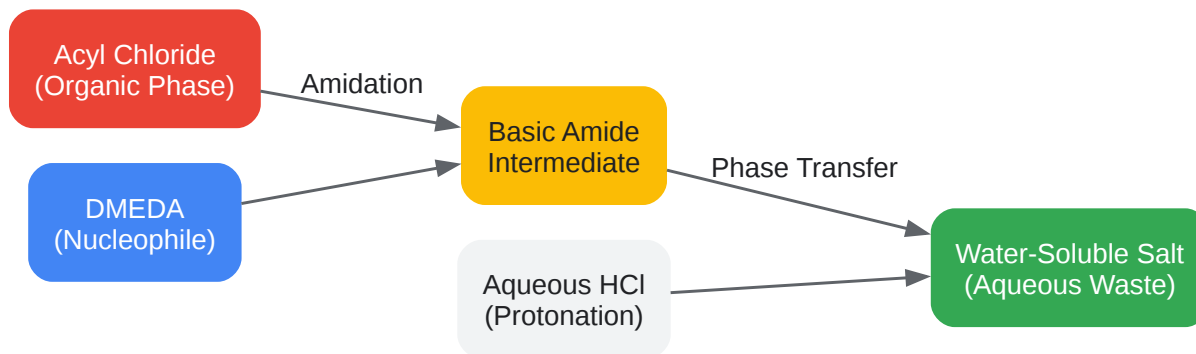 Acyl Chloride
(Organic Phase)
Amidation
DMEDA
(Nucleophile)
Basic Amide
Intermediate
Phase Transfer
Aqueous HCl
(Protonation)
Water-Soluble Salt
(Aqueous Waste)